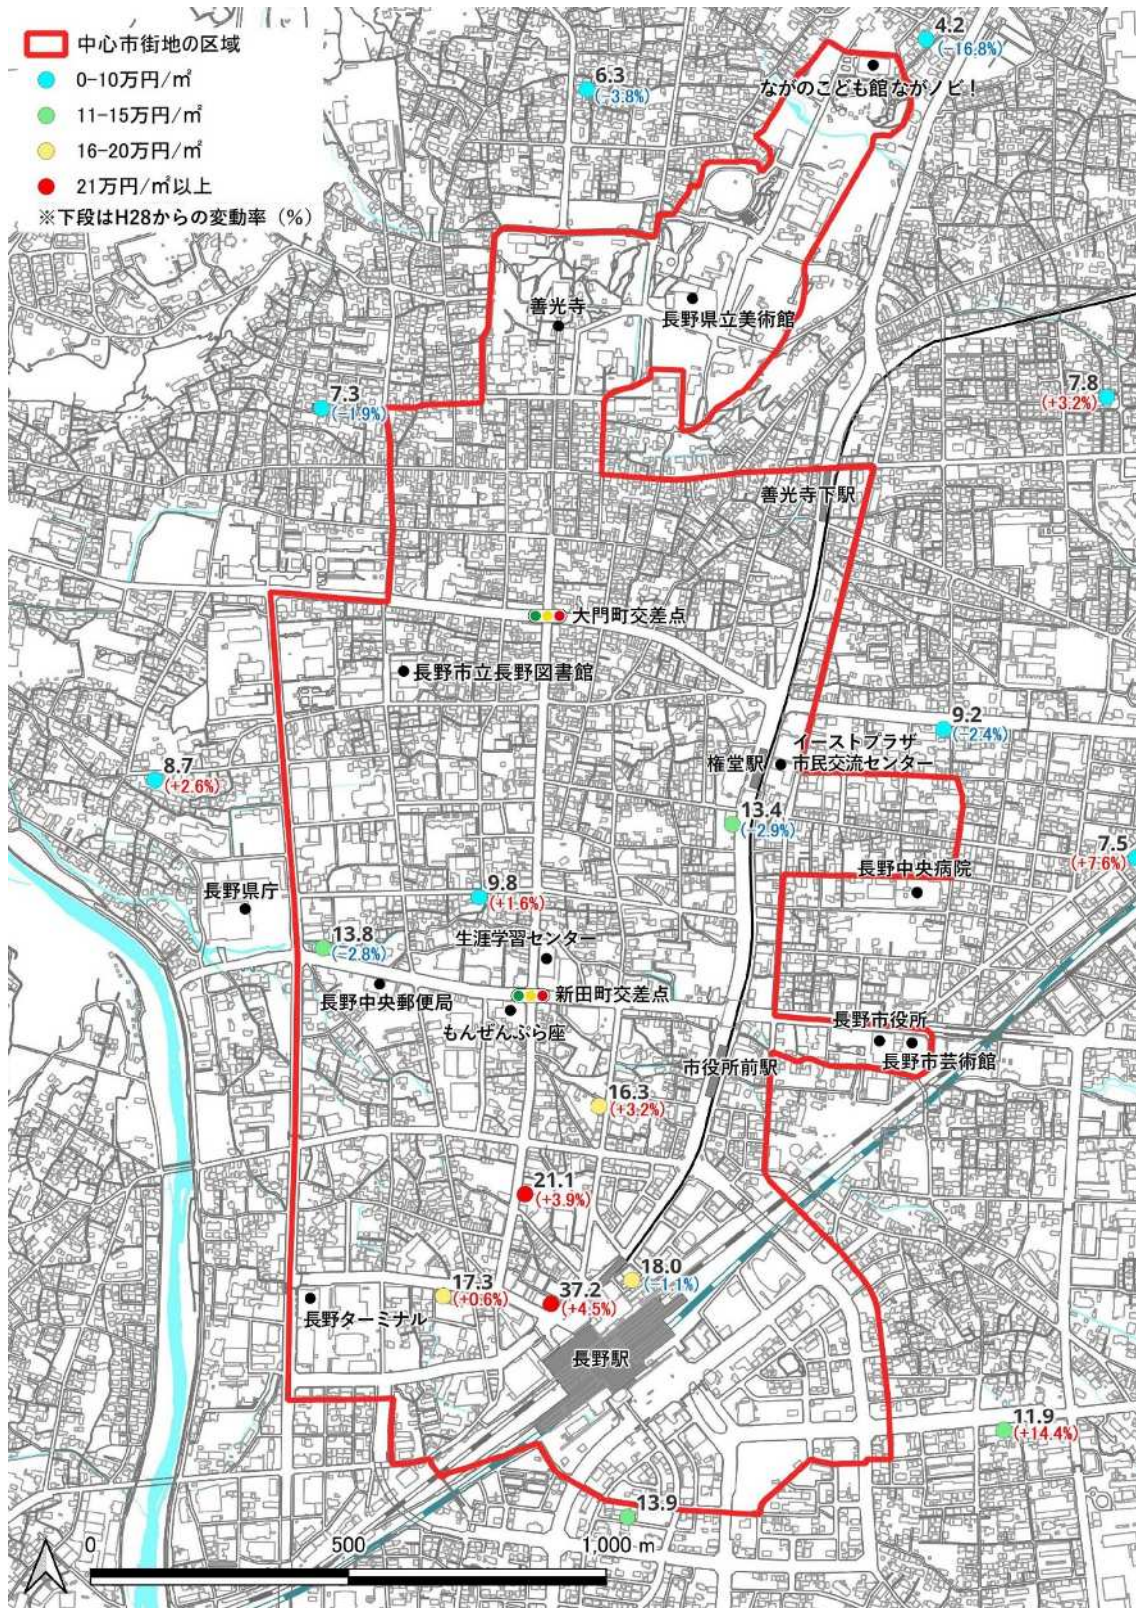 中心市街地の区域
0-10万円/㎡
11-15万円/㎡
16-20万円/㎡
21万円/㎡以上
※下段はH28からの変動率（%）
4.2
(-16.8%)
ながのこども館 ながノビ！
6.3
(-3.8%)
善光寺
長野県立美術館
7.3
(-1.9%)
7.8
(+3.2%)
善光寺下駅
大門町交差点
長野市立長野図書館
9.2
(-2.4%)
イーストプラザ
市民交流センター
権堂駅
8.7
(+2.6%)
13.4
(-2.9%)
7.5
(+7.6%)
長野中央病院
長野県庁
9.8
(+1.6%)
13.8
(-2.8%)
生涯学習センター
長野中央郵便局
新田町交差点
もんぜんぷら座
長野市役所
長野市芸術館
市役所前駅
16.3
(+3.2%)
21.1
(+3.9%)
18.0
(-1.1%)
17.3
(+0.6%)
37.2
(+4.5%)
長野ターミナル
長野駅
11.9
(+14.4%)
13.9
0
500
1,000 m